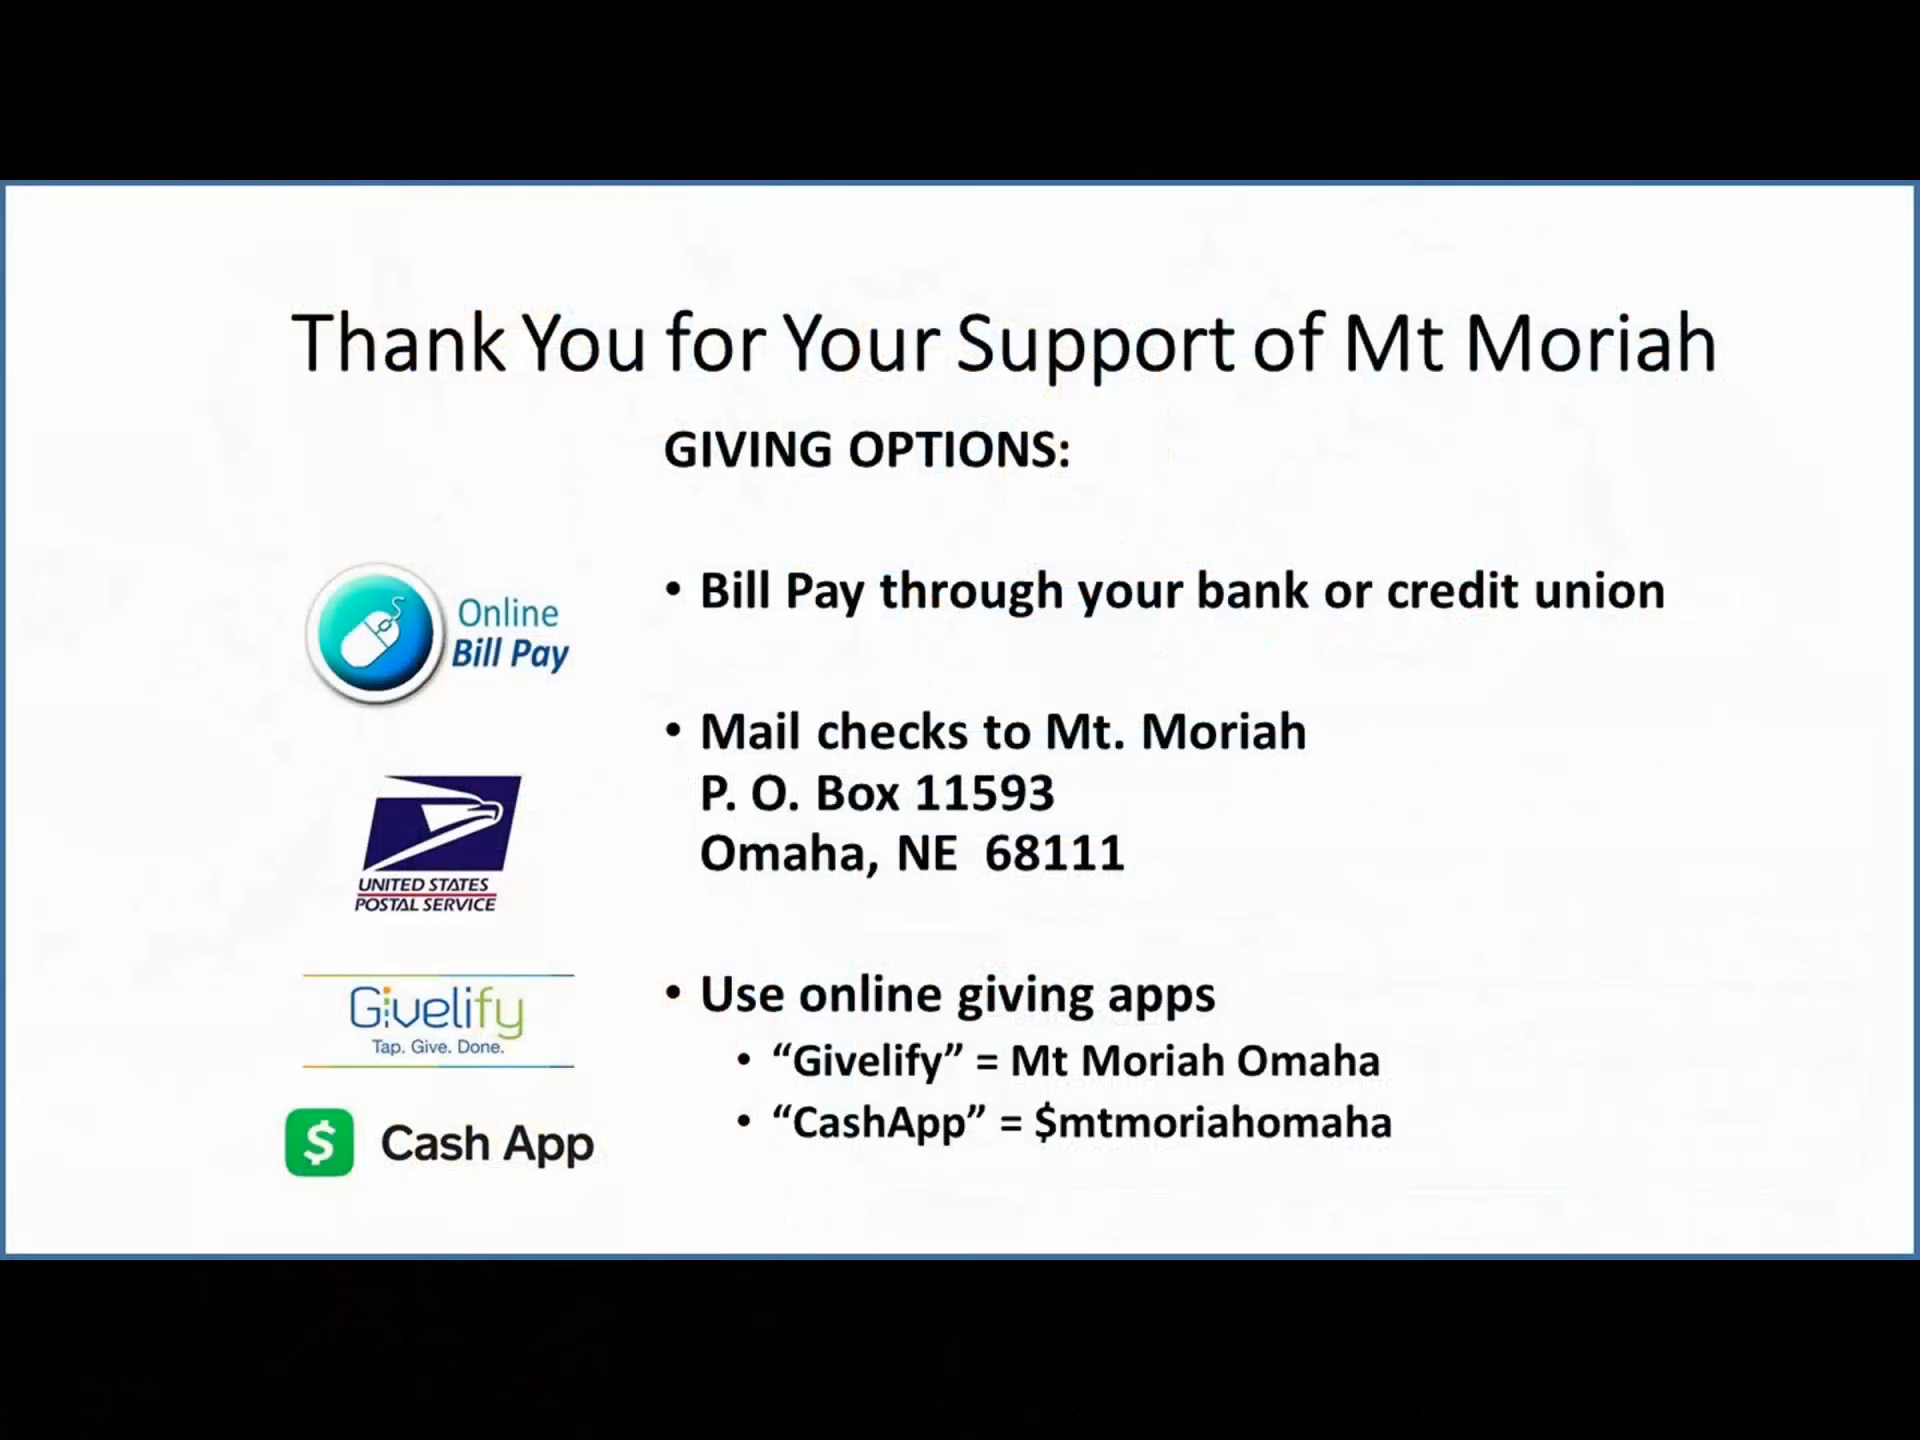 Thank You for Your Support of Mt Moriah
GIVING OPTIONS:
• Bill Pay through your bank or credit union
Online
Bill Pay
• Mail checks to Mt. Moriah
P. O. Box 11593
Omaha, NE  68111
UNITED STATES
POSTAL SERVICE
• Use online giving apps
Givelify
Tap. Give. Done.
• “Givelify” = Mt Moriah Omaha
• “CashApp” = $mtmoriahomaha
$ Cash App